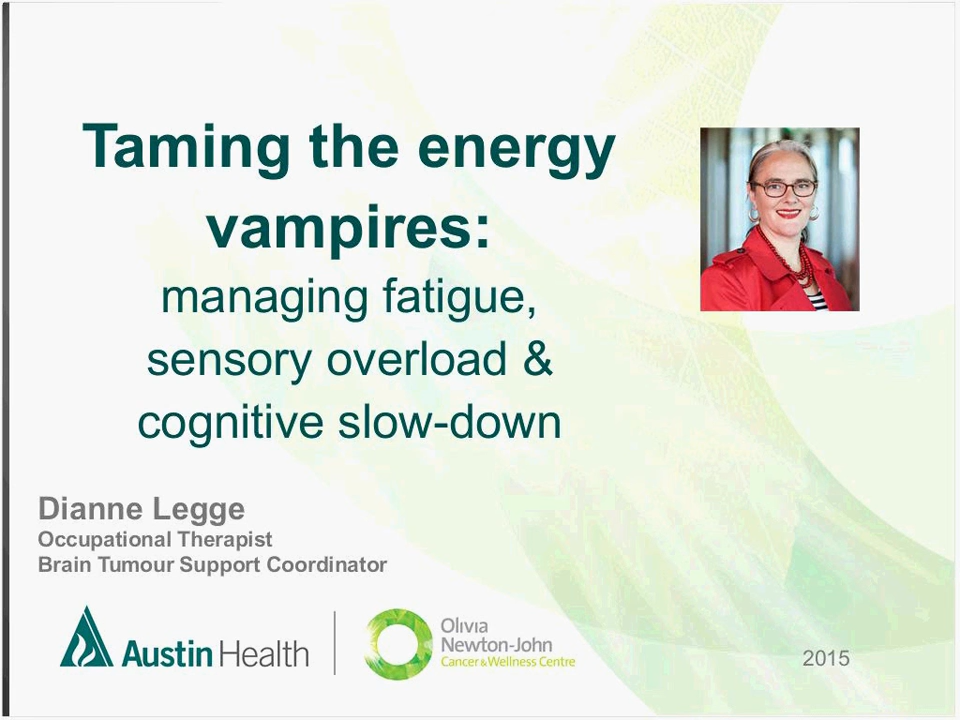 Taming the energy
vampires:
managing fatigue,
sensory overload &
cognitive slow-down
Dianne Legge
Occupational Therapist
Brain Tumour Support Coordinator
Austin Health
Olivia
Newton-John
Cancer & Wellness Centre
2015